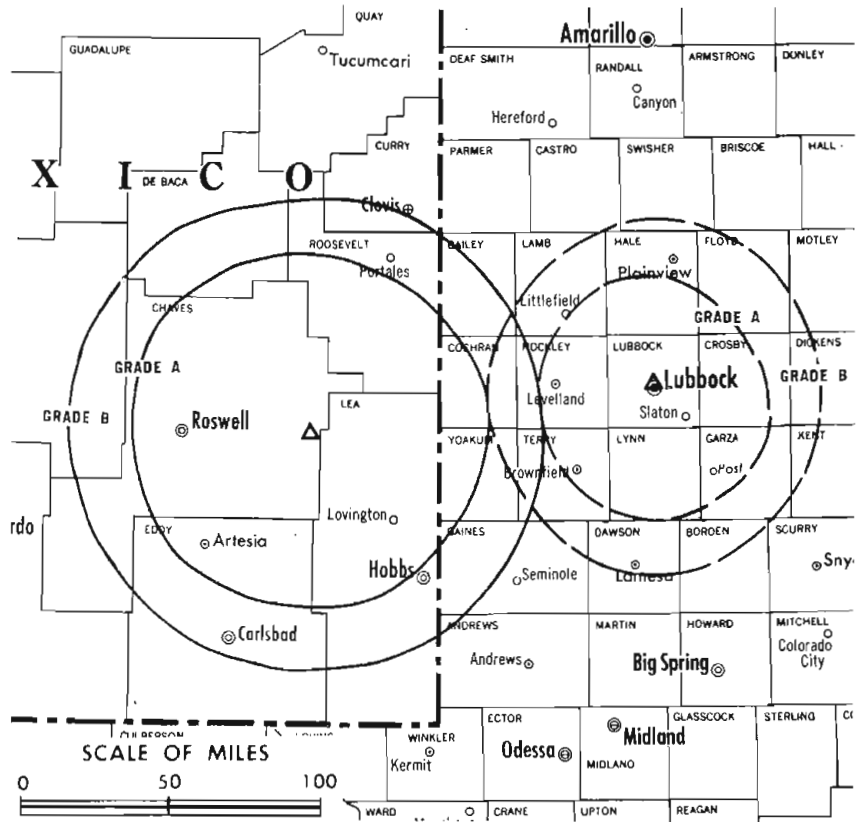 QUAY
GUADALUPE
Tucumcari
Amarillo
DEAF SMITH
RANDALL
ARMSTRONG
DONLEY
Canyon
Hereford
CURRY
PARMER
CASTRO
SWISHER
BRISCOE
HALL
X I C O
DE BACA
Clovis
ROOSEVELT
Portales
BAILEY
LAMB
HALE
FLOYD
MOTLEY
Plainview
Littlefield
CHAVES
GRADE A
COCHRAN
HOCKLEY
LUBBOCK
CROSBY
DICKENS
GRADE A
GRADE B
Lubbock
GRADE B
Levelland
Slaton
LEA
Roswell
YOAKUM
TERRY
LYNN
GARZA
KENT
Brownfield
Post
rdo
EDDY
Lovington
GAINES
DAWSON
BORDEN
SCURRY
Artesia
Hobbs
Seminole
Lamesa
Sny
Carlsbad
ANDREWS
MARTIN
HOWARD
MITCHELL
Colorado
City
Andrews
Big Spring
ECTOR
GLASSCOCK
STERLING
CULBERSON
LOVING
WINKLER
Midland
Kermit
Odessa
MIDLAND
SCALE OF MILES
0 50 100
WARD
CRANE
UPTON
REAGAN